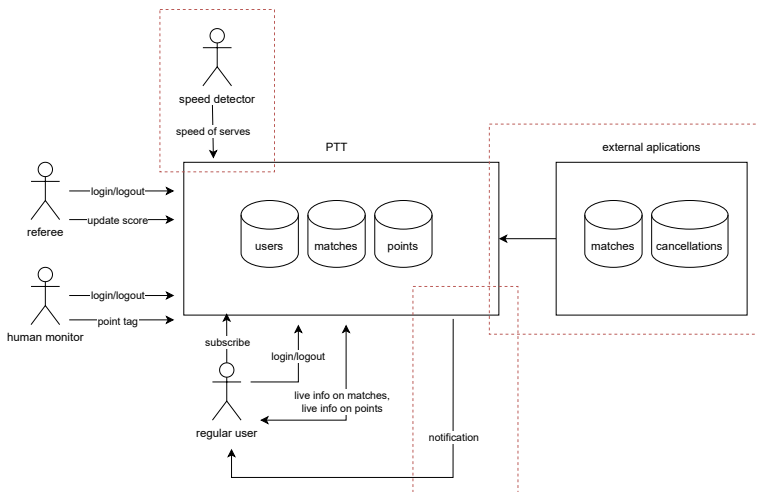 speed detector
speed of serves
PTT
external aplications
login/logout
update score
referee
users
matches
points
matches
cancellations
login/logout
point tag
human monitor
subscribe
login/logout
live info on matches,
live info on points
regular user
notification